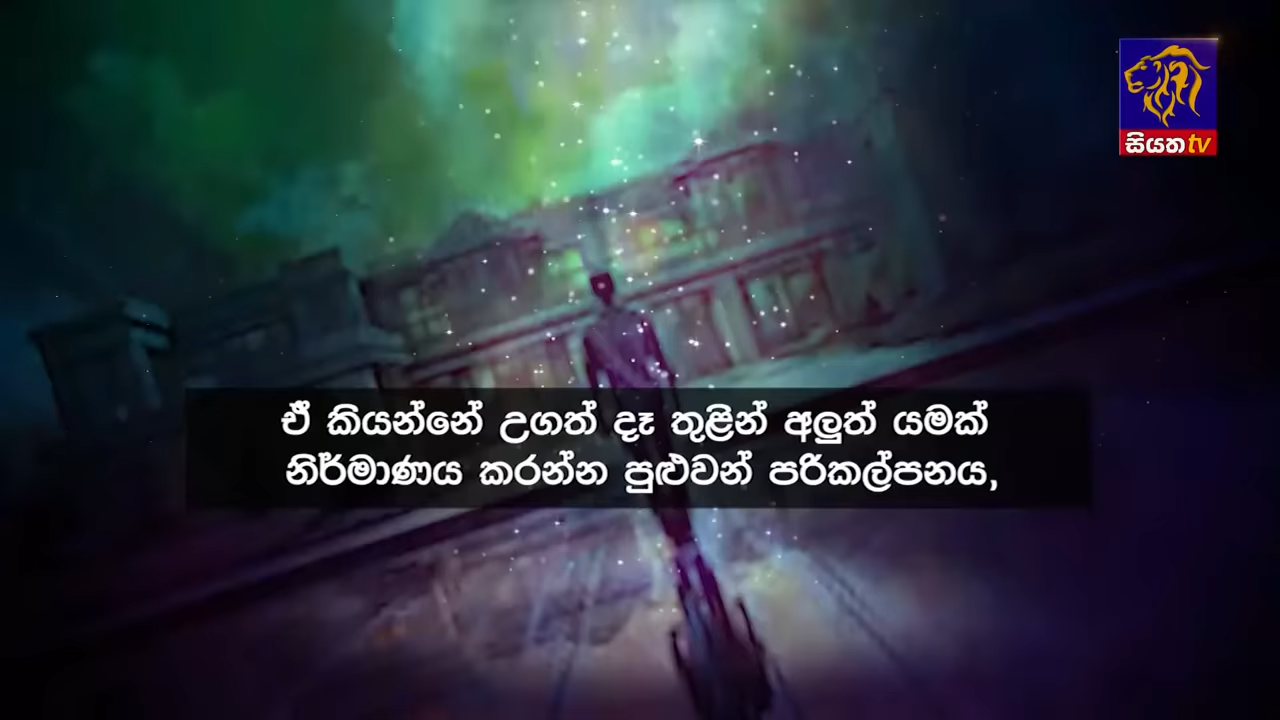 සියත tv
ඒ කියන්නේ උගත් දෑ තුළින් අලුත් යමක්
නිර්මාණය කරන්න පුළුවන් පරිකල්පනය,